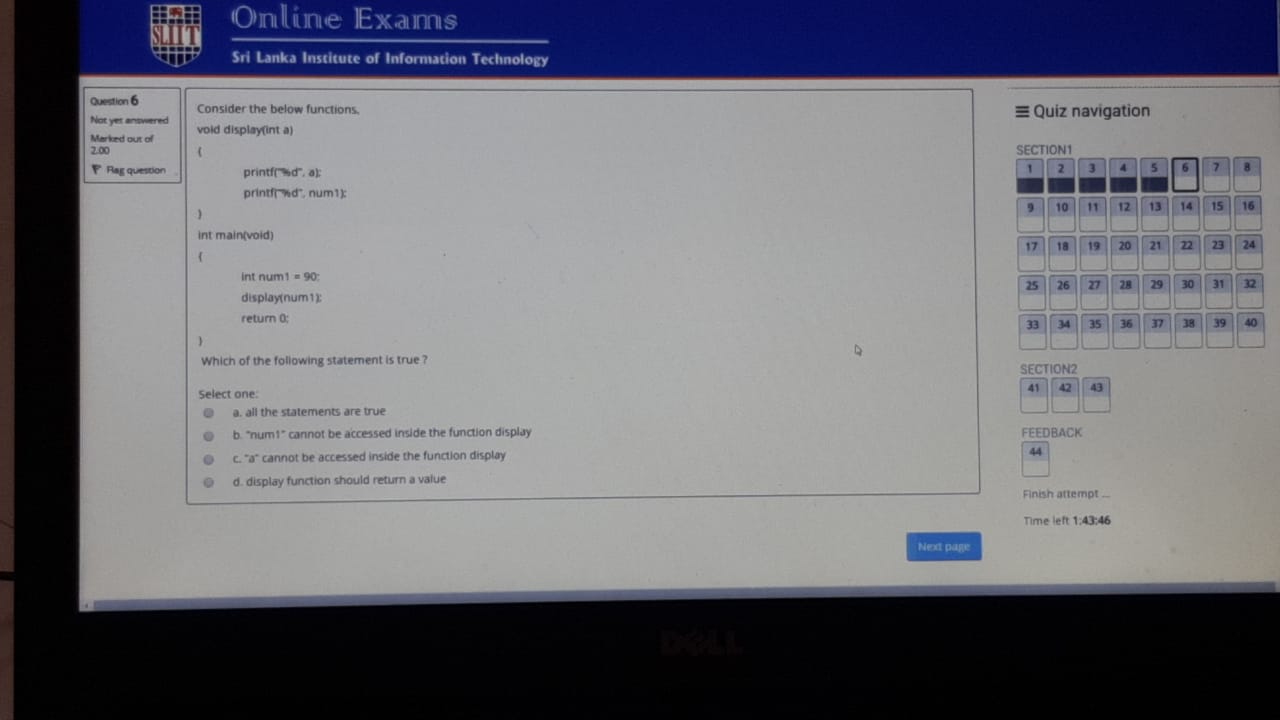 SLIIT
Online Exams
Sri Lanka Institute of Information Technology
Question 6
Not yet answered
Marked out of
2.00
Flag question
Consider the below functions.
void display(int a)
{
printf("%d", a);
printf("%d", num1);
}
int main(void)
{
int num1 = 90;
display(num1);
return 0;
}
Which of the following statement is true ?
Select one:
a. all the statements are true
b. "num1" cannot be accessed inside the function display
c. "a" cannot be accessed inside the function display
d. display function should return a value
Next page
Quiz navigation
SECTION1
1 2 3 4 5 6 7 8
9 10 11 12 13 14 15 16
17 18 19 20 21 22 23 24
25 26 27 28 29 30 31 32
33 34 35 36 37 38 39 40
SECTION2
41 42 43
FEEDBACK
44
Finish attempt ...
Time left 1:43:46
DELL